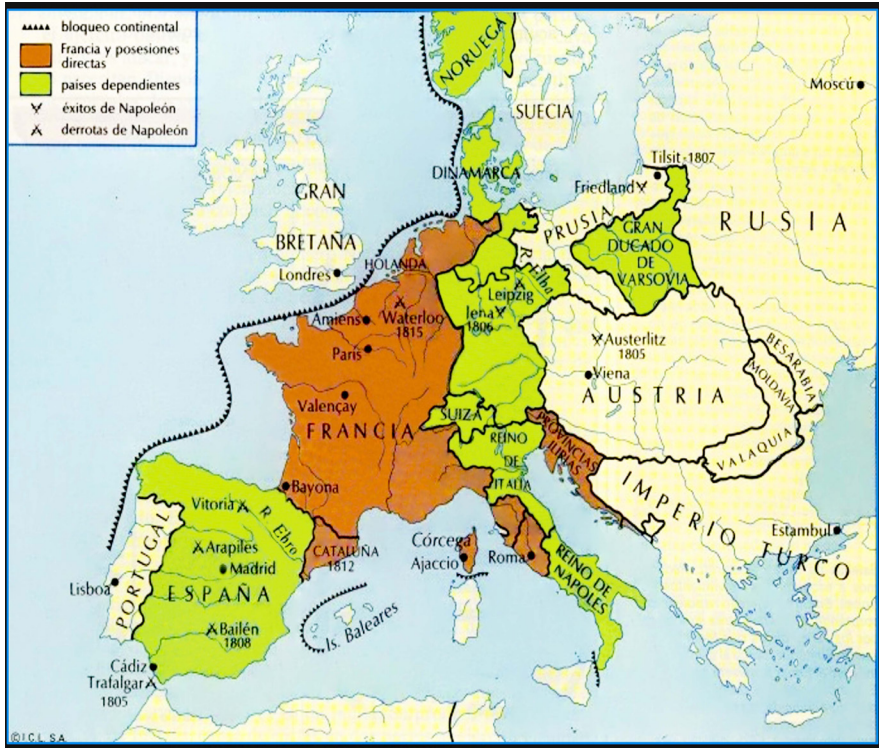 bloqueo continental
Francia y posesiones
directas
países dependientes
éxitos de Napoleón
derrotas de Napoleón
NORUEGA
SUECIA
Moscú
DINAMARCA
Tilsit-1807
Friedland
GRAN
BRETAÑA
Londres
PRUSIA
RUSIA
GRAN
DUCADO
DE
VARSOVIA
HOLANDA
R. Elba
Leipzig
Jena
1806
Amiens
Waterloo
1815
París
Austerlitz
1805
Viena
AUSTRIA
BESARABIA
MOLDAVIA
VALAQUIA
Valençay
FRANCIA
SUIZA
REINO
DE
ITALIA
PROVINCIAS
ILIRIAS
IMPERIO TURCO
Estambul
Bayona
Vitoria
R. Ebro
CATALUÑA
1812
Córcega
Ajaccio
Roma
REINO DE
NAPOLES
Arapiles
Madrid
ESPAÑA
PORTUGAL
Lisboa
Is. Baleares
Bailén
1808
Cádiz
Trafalgar
1805
©I.C.L. S.A.